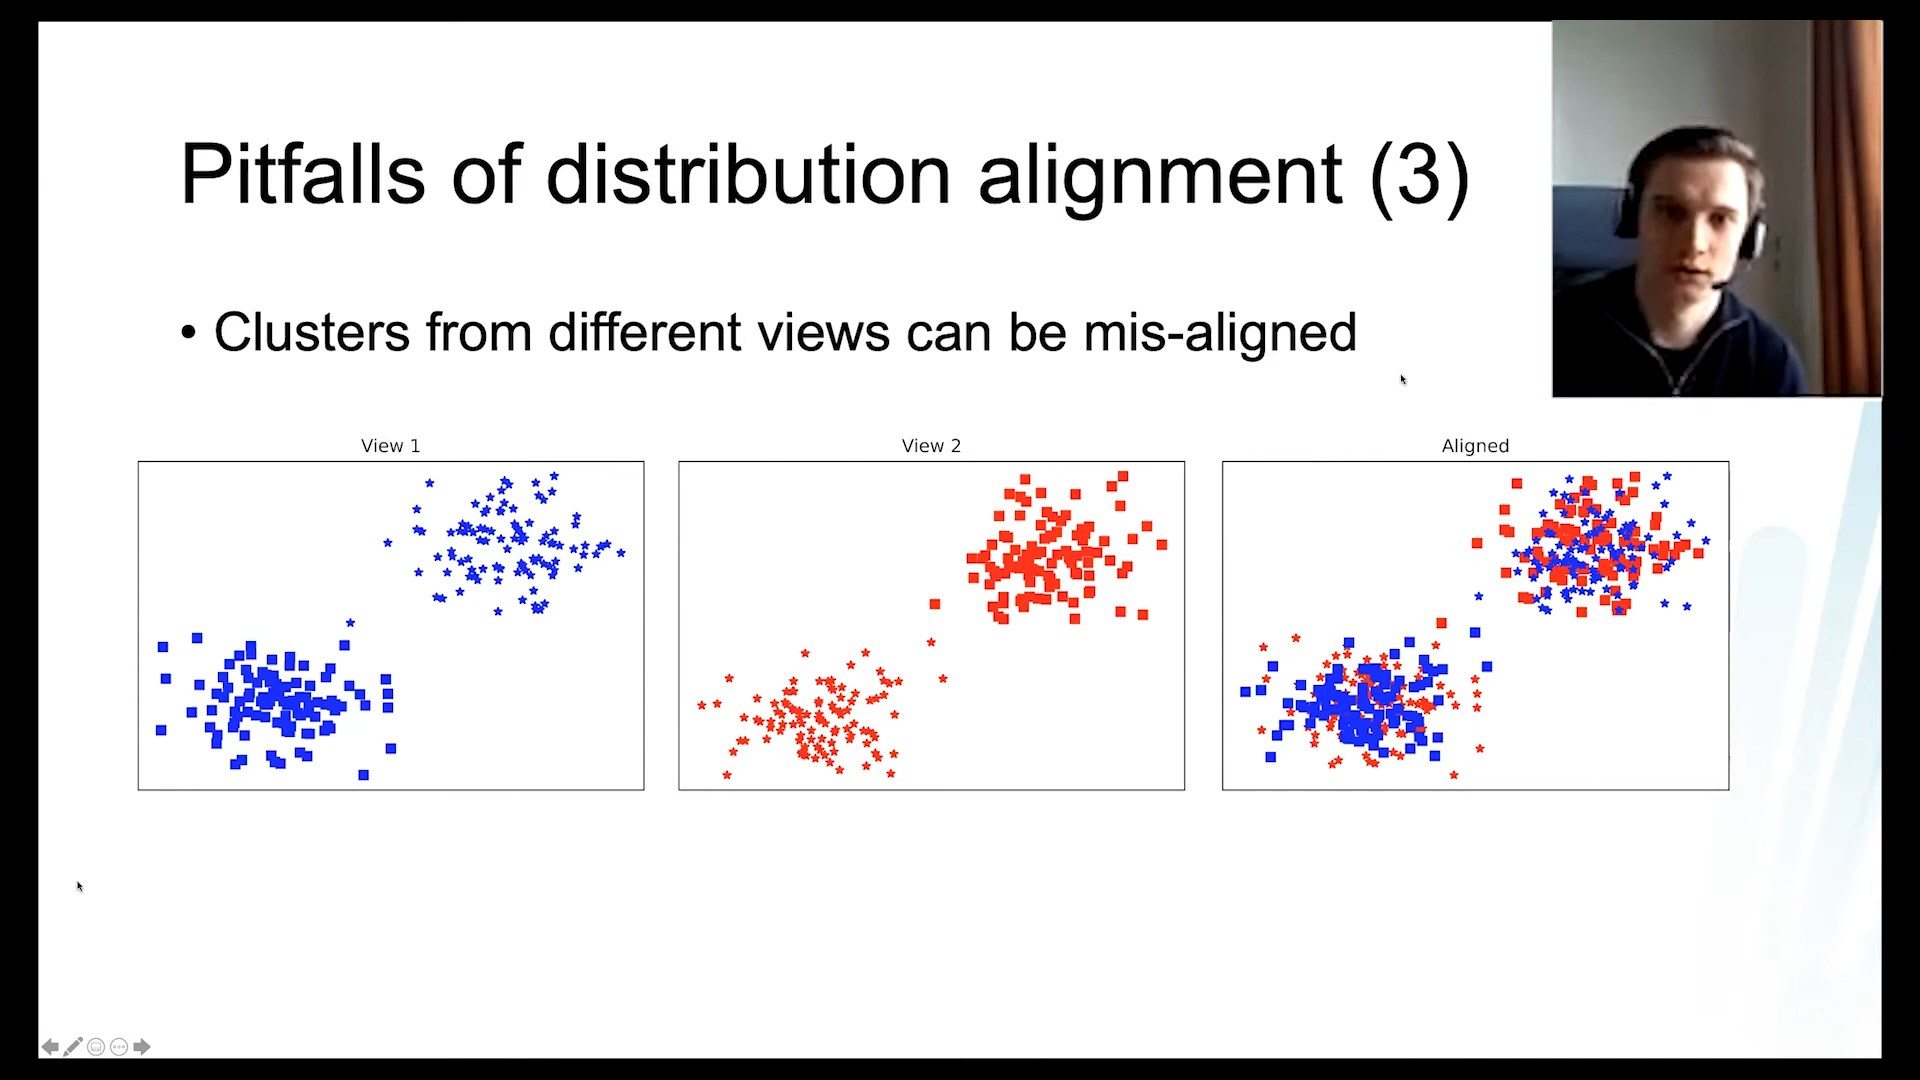 Pitfalls of distribution alignment (3)
• Clusters from different views can be mis-aligned
View 1
View 2
Aligned